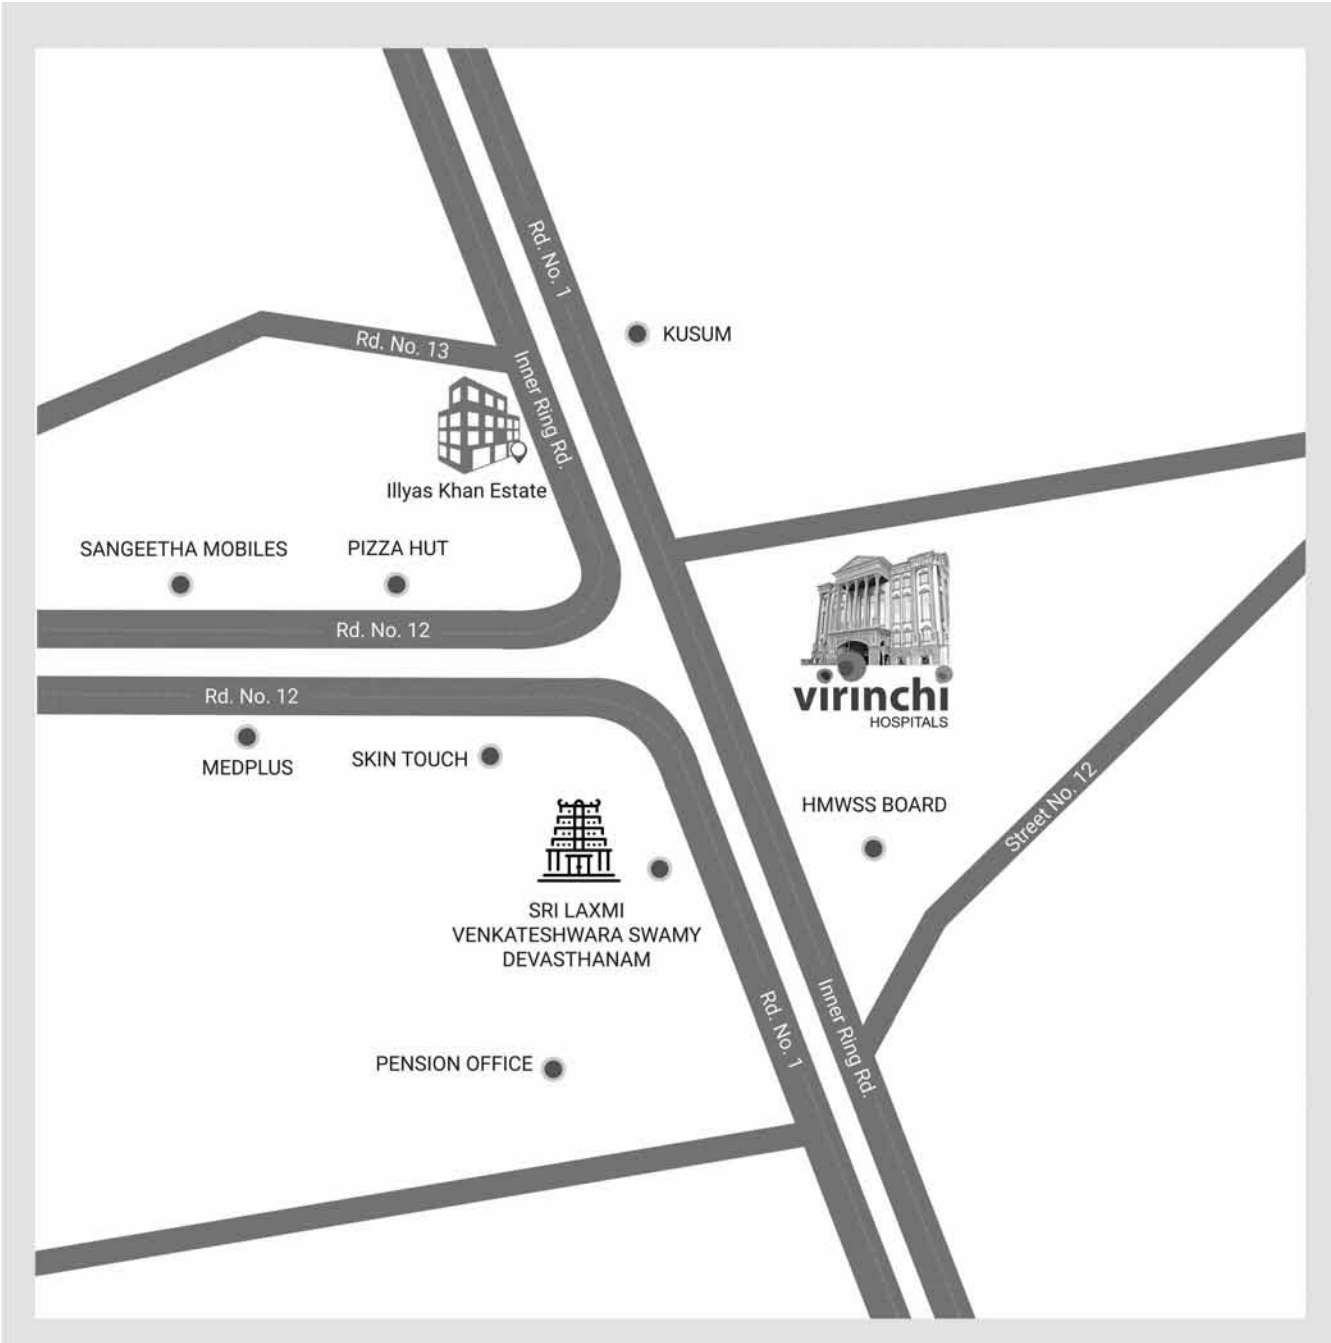 Rd. No. 1
KUSUM
Rd. No. 13
Inner Ring Rd.
Illyas Khan Estate
SANGEETHA MOBILES
PIZZA HUT
Rd. No. 12
Rd. No. 12
virinchi
HOSPITALS
MEDPLUS
SKIN TOUCH
HMWSS BOARD
Street No. 12
SRI LAXMI
VENKATESHWARA SWAMY
DEVASTHANAM
Rd. No. 1
Inner Ring Rd.
PENSION OFFICE